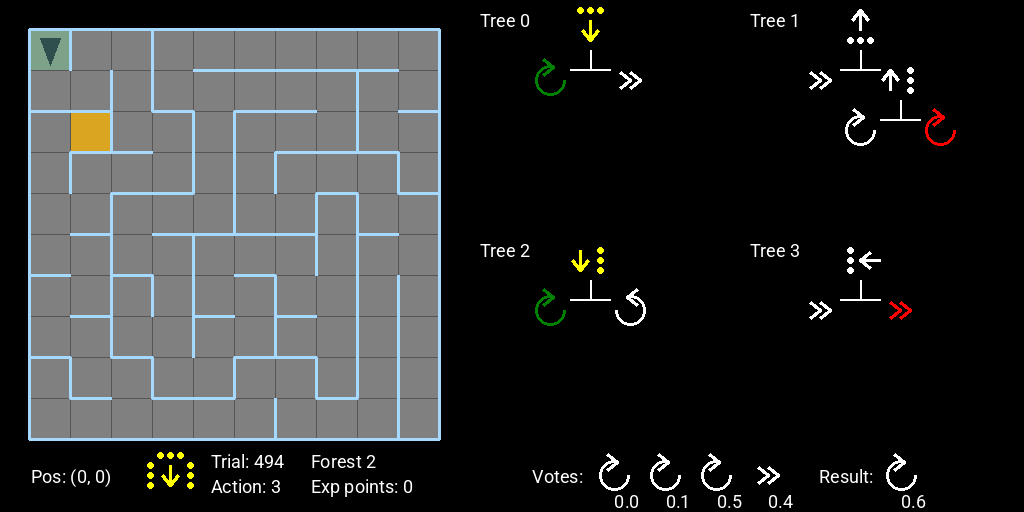 Tree 0
Tree 1
Tree 2
Tree 3
Pos: (0, 0)
Trial: 494
Forest 2
Action: 3
Exp points: 0
Votes:
0.0
0.1
0.5
0.4
Result:
0.6